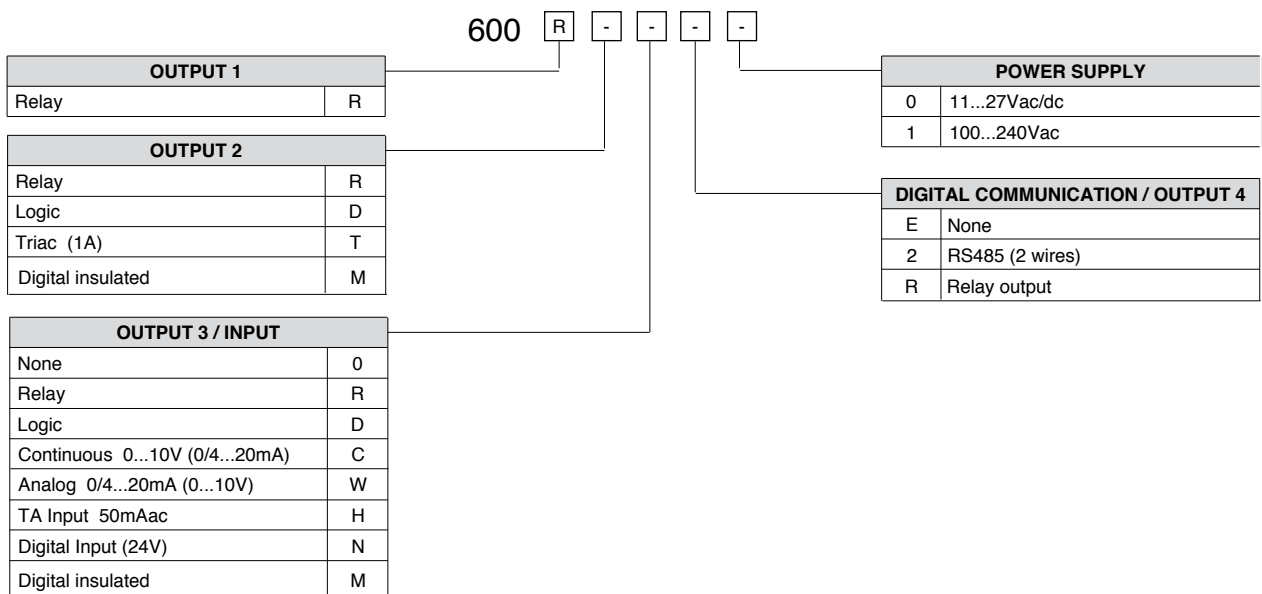 600 R - - - -
OUTPUT 1
Relay R
OUTPUT 2
Relay R
Logic D
Triac (1A) T
Digital insulated M
OUTPUT 3 / INPUT
None 0
Relay R
Logic D
Continuous 0...10V (0/4...20mA) C
Analog 0/4...20mA (0...10V) W
TA Input 50mAac H
Digital Input (24V) N
Digital insulated M
POWER SUPPLY
0 11...27Vac/dc
1 100...240Vac
DIGITAL COMMUNICATION / OUTPUT 4
E None
2 RS485 (2 wires)
R Relay output